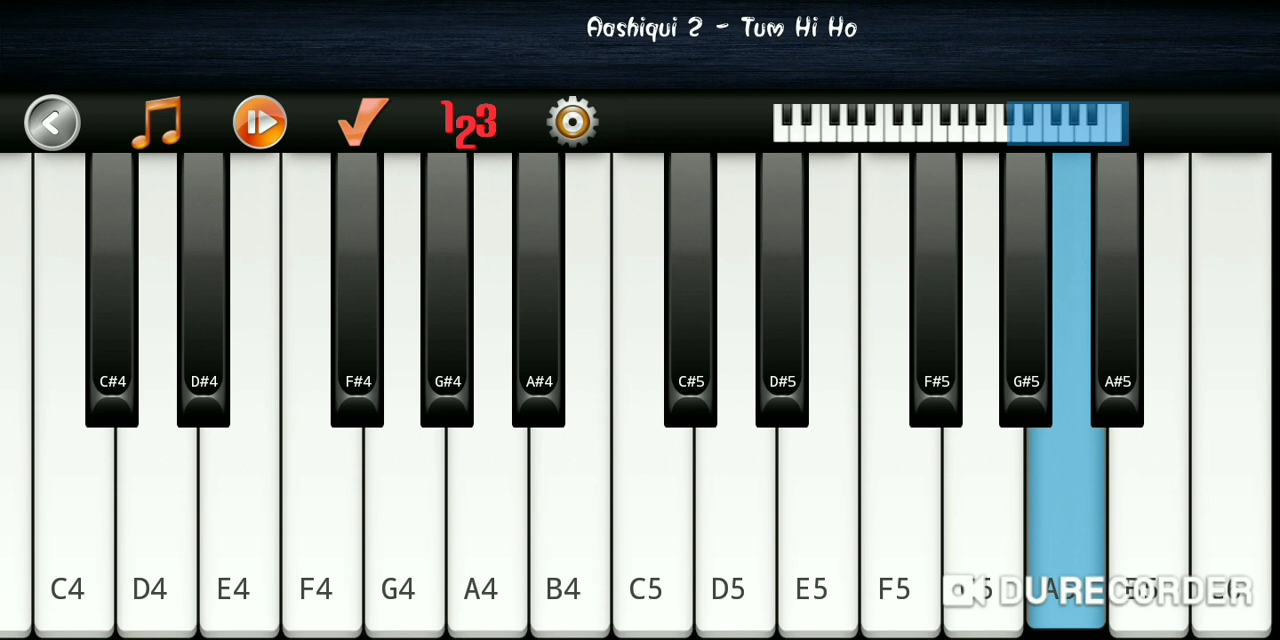 Aashiqui 2 - Tum Hi Ho
123
C#4 D#4 F#4 G#4 A#4 C#5 D#5 F#5 G#5 A#5
C4 D4 E4 F4 G4 A4 B4 C5 D5 E5 F5
DU RECORDER